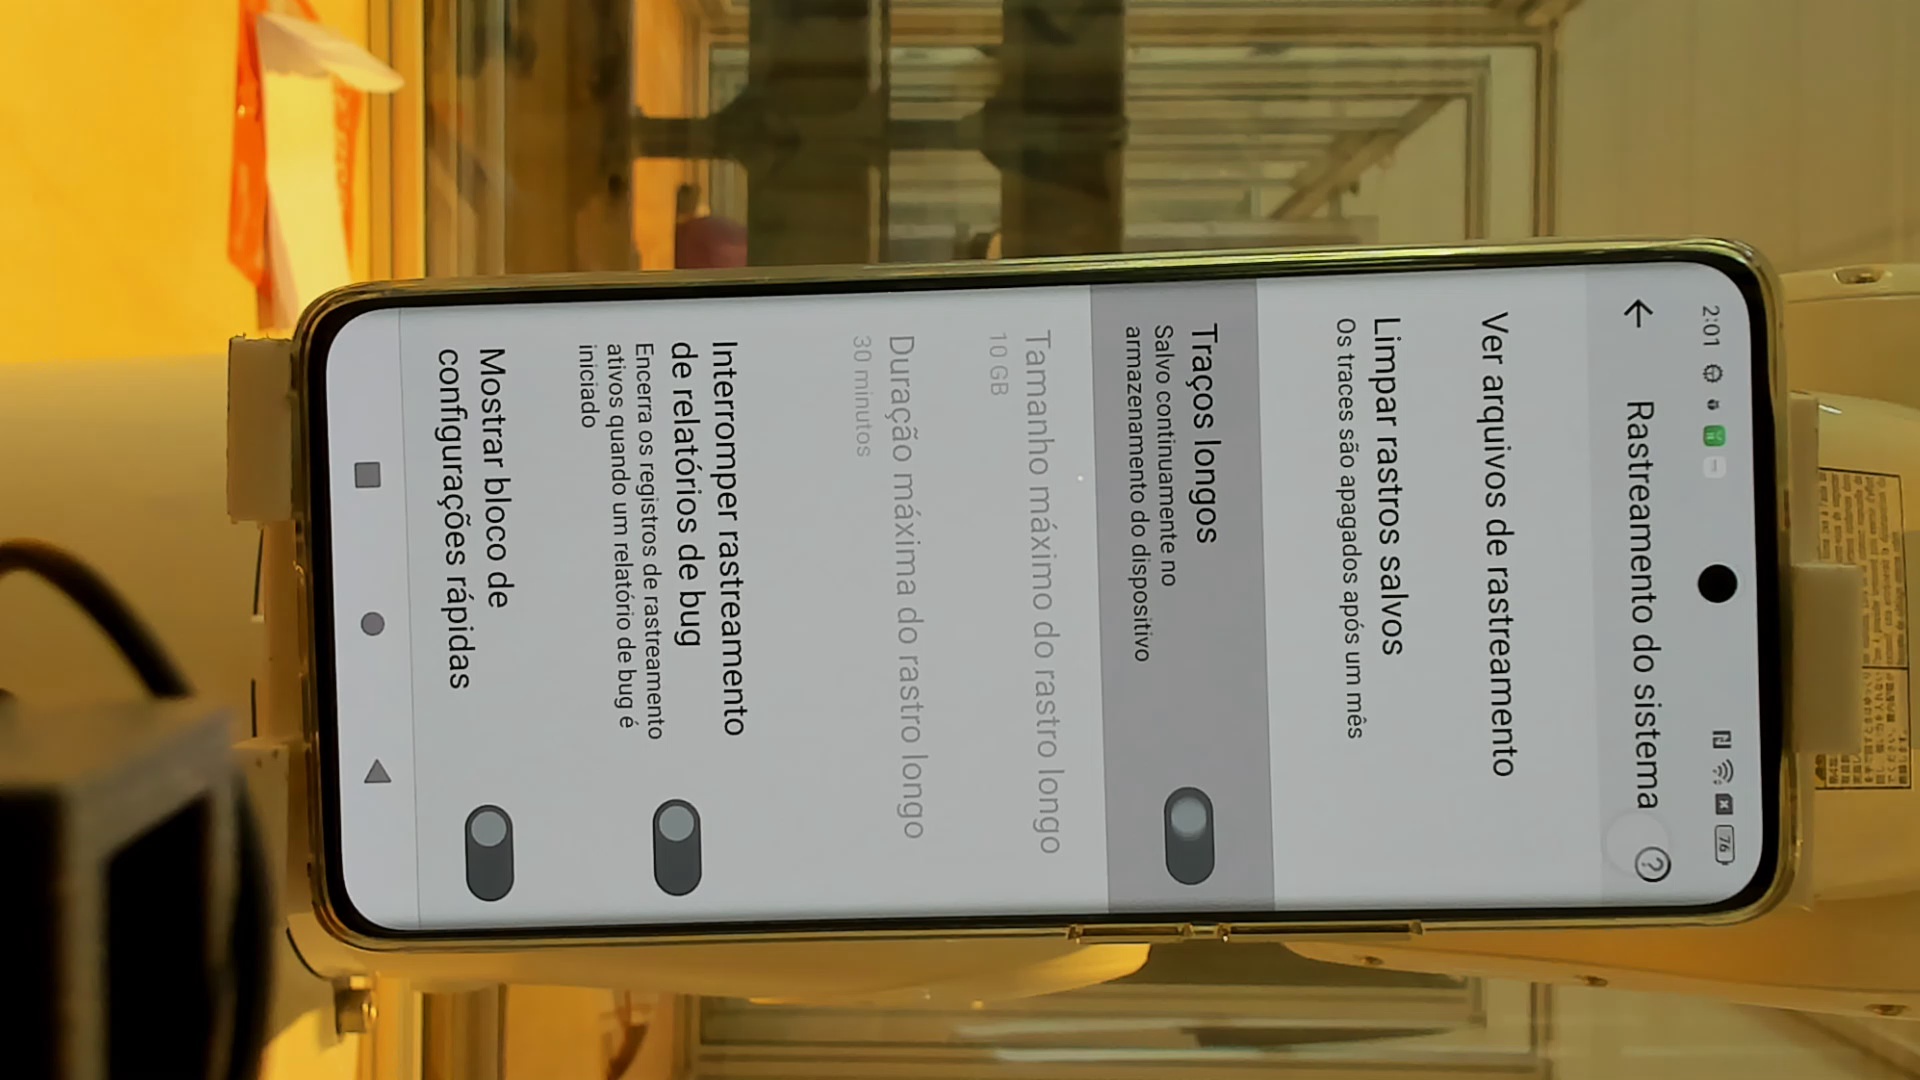 2:01
76
Rastreamento do sistema
?
Ver arquivos de rastreamento
Limpar rastros salvos
Os traces são apagados após um mês
Traços longos
Salvo continuamente no
armazenamento do dispositivo
Tamanho máximo do rastro longo
10 GB
Duração máxima do rastro longo
30 minutos
Interromper rastreamento
de relatórios de bug
Encerra os registros de rastreamento
ativos quando um relatório de bug é
iniciado
Mostrar bloco de
configurações rápidas